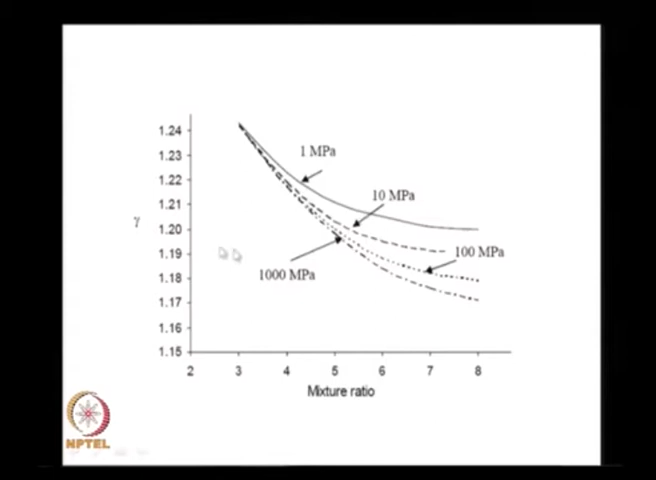 1.24
1.23
1 MPa
1.22
10 MPa
1.21
γ
1.20
1.19
100 MPa
1000 MPa
1.18
1.17
1.16
1.15
2 3 4 5 6 7 8
Mixture ratio
NPTEL